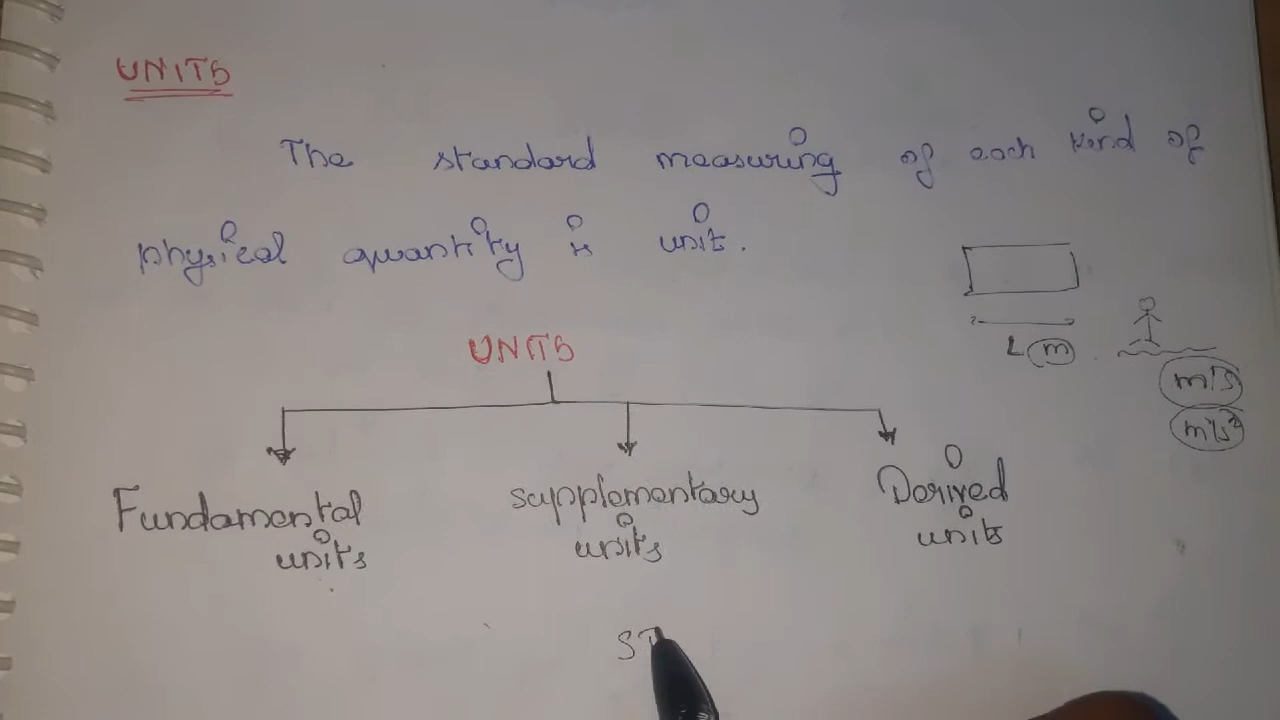 UNITS
The standard measuring of each kind of
physical quantity is unit.
L m
m/s
m/s²
UNITS
Fundamental units
supplementary units
Derived units